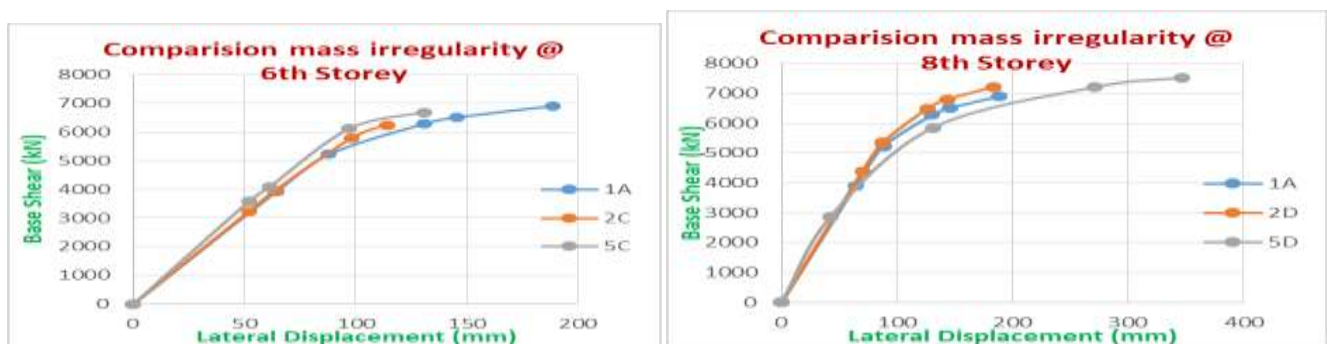 Comparision mass irregularity @
6th Storey
8000
7000
6000
5000
4000
3000
2000
1000
0
Base Shear (kN)
0 50 100 150 200
Lateral Displacement (mm)
1A
2C
5C
Comparision mass irregularity @
8th Storey
8000
7000
6000
5000
4000
3000
2000
1000
0
Base Shear (kN)
0 100 200 300 400
Lateral Displacement (mm)
1A
2D
5D